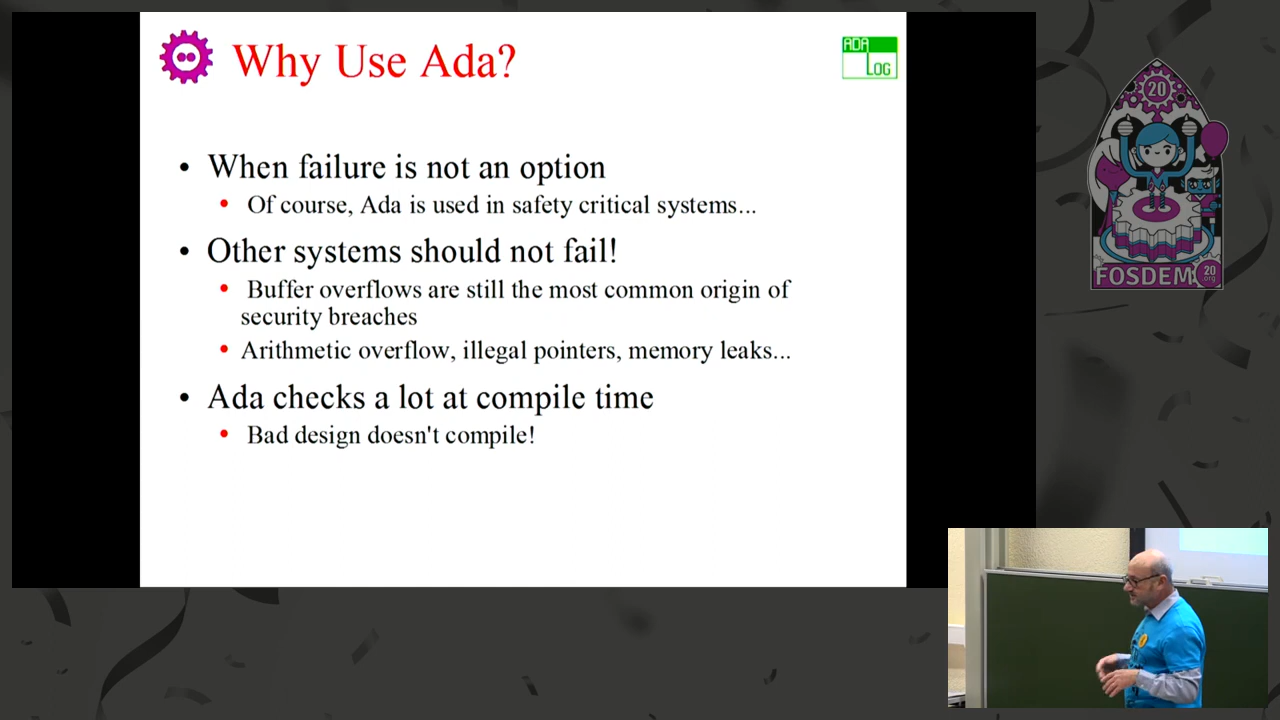 Why Use Ada?
ADA
LOG
• When failure is not an option
• Of course, Ada is used in safety critical systems...
• Other systems should not fail!
• Buffer overflows are still the most common origin of
security breaches
• Arithmetic overflow, illegal pointers, memory leaks...
• Ada checks a lot at compile time
• Bad design doesn't compile!
20
FOSDEM
20
.org